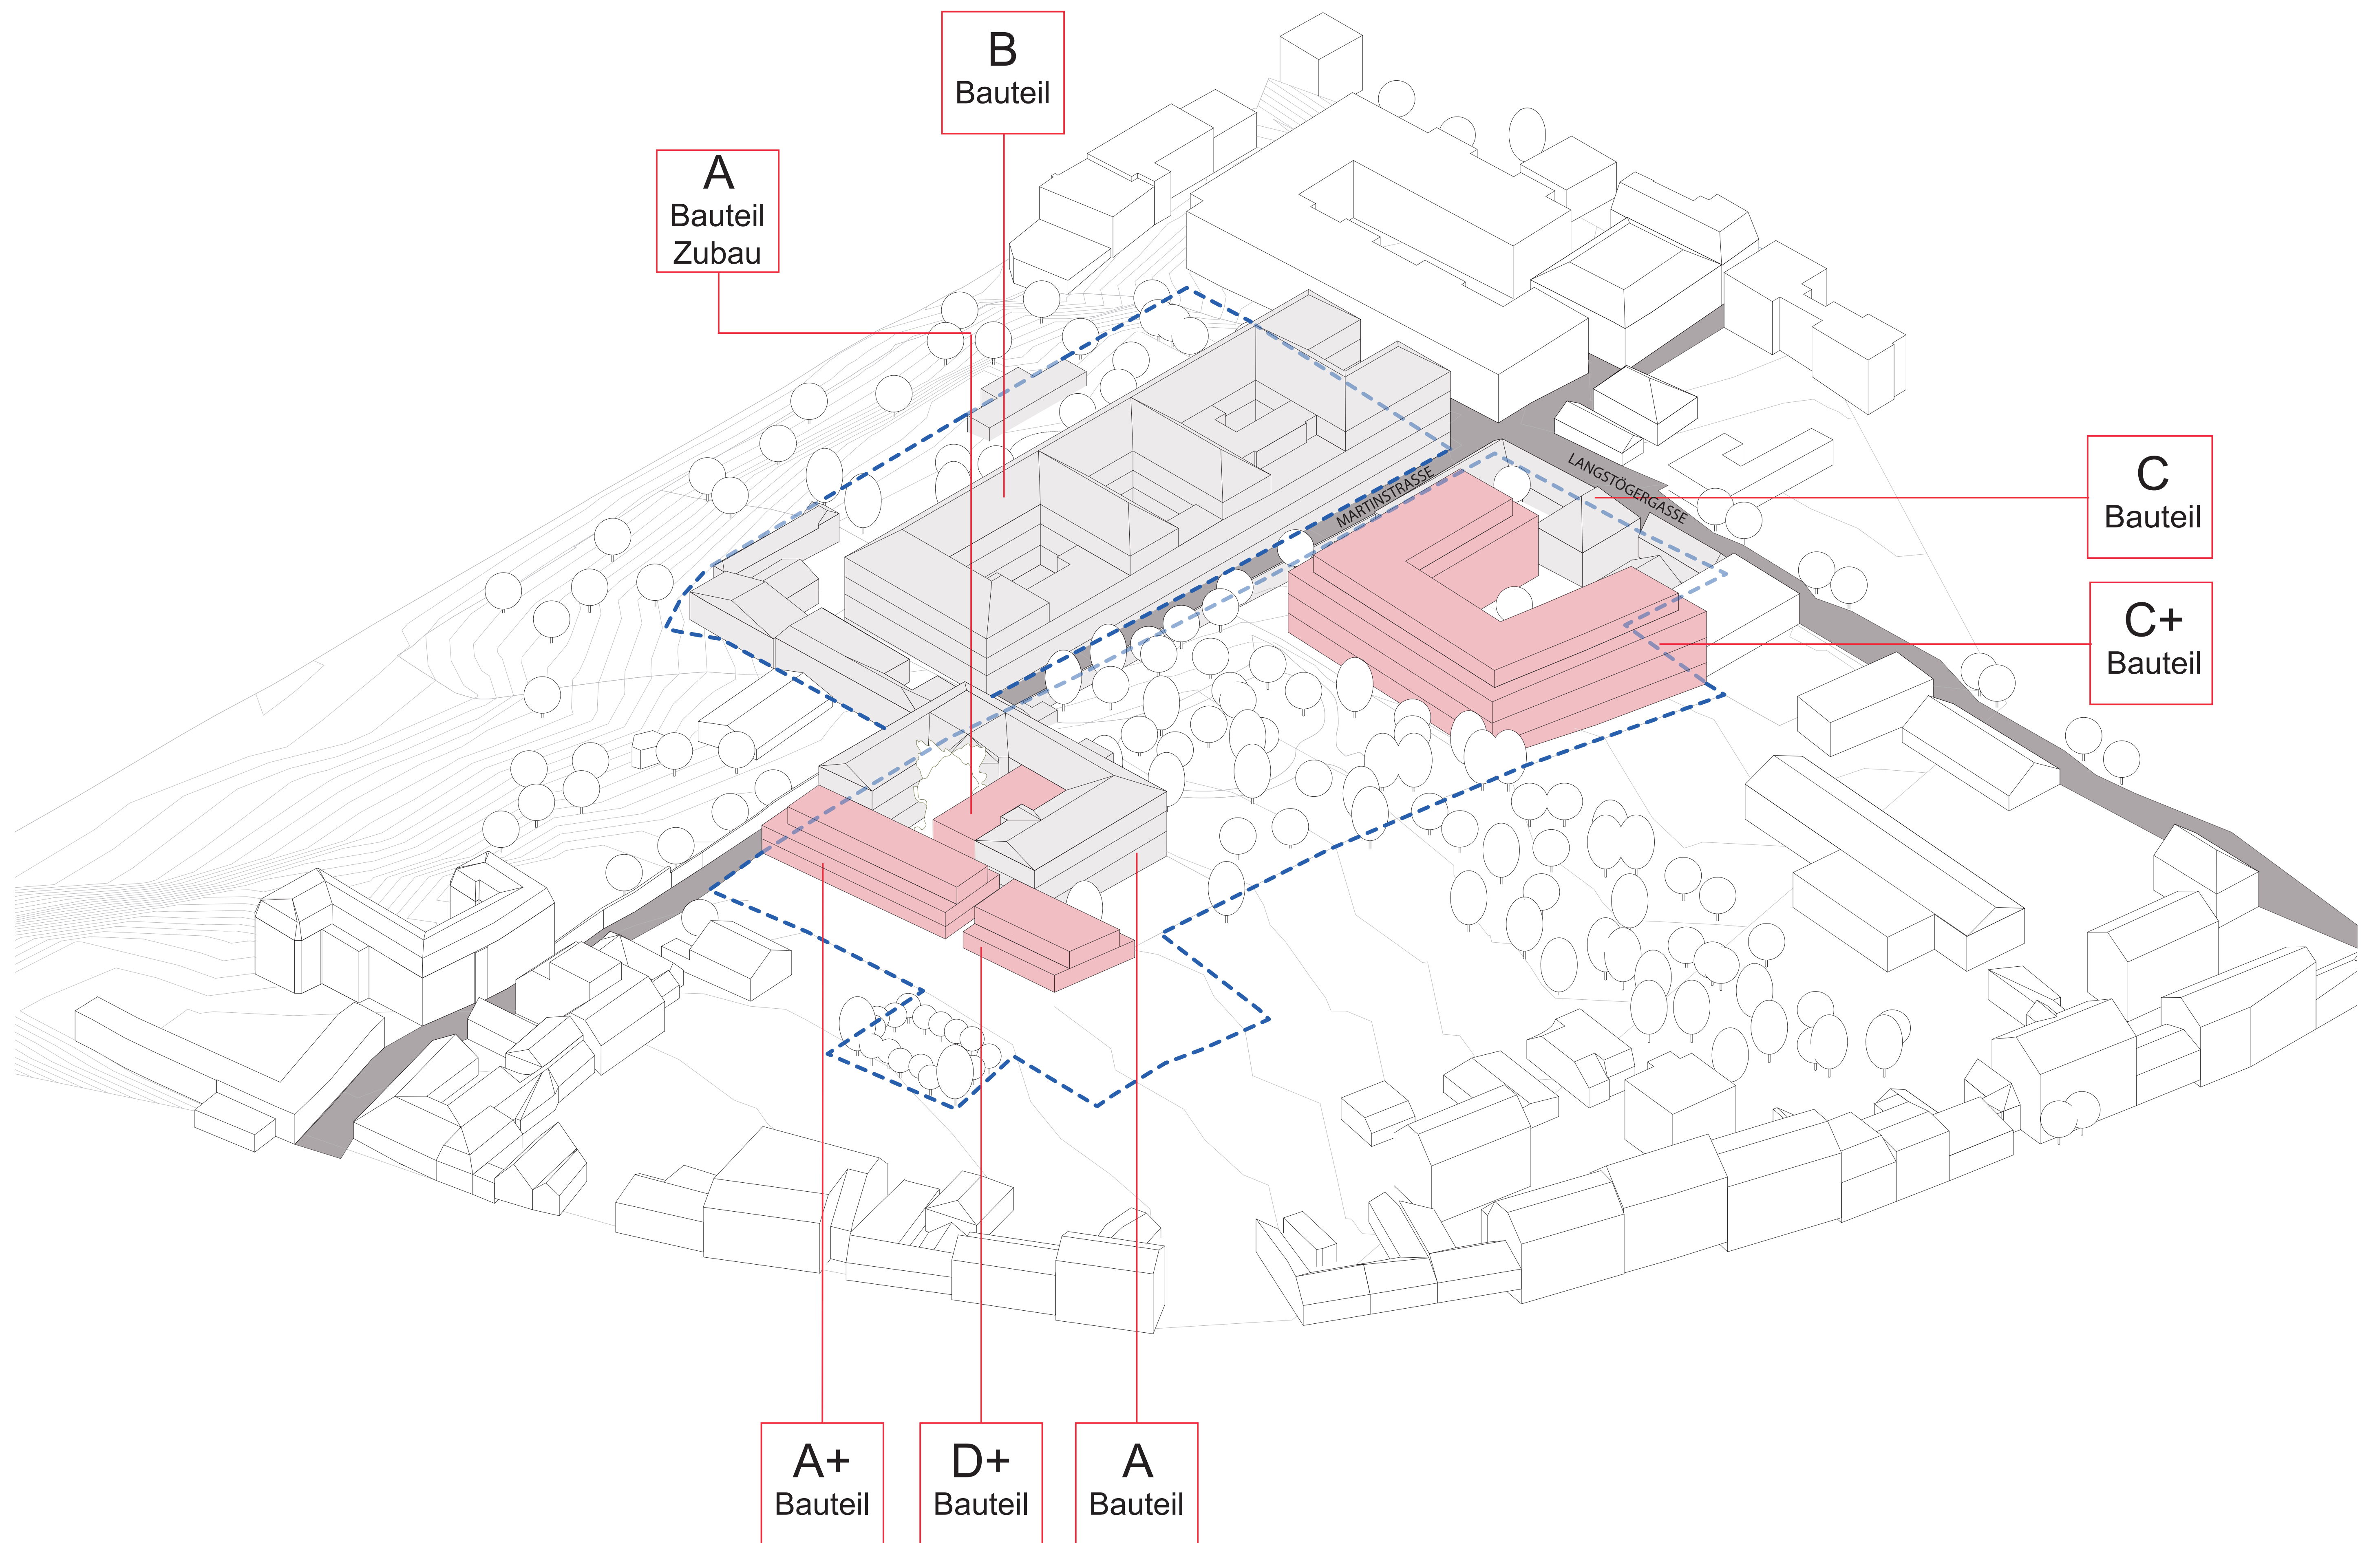 B
Bauteil
A
Bauteil
Zubau
MARTINSTRASSE
LANGSTÖGERGASSE
C
Bauteil
C+
Bauteil
A+
Bauteil
D+
Bauteil
A
Bauteil